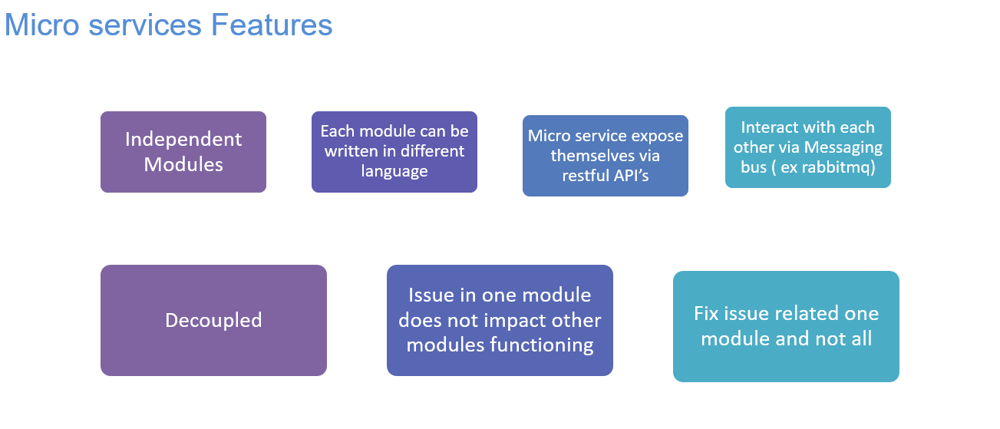 Micro services Features
Independent
Modules
Each module can be
written in different
language
Micro service expose
themselves via
restful API’s
Interact with each
other via Messaging
bus ( ex rabbitmq)
Decoupled
Issue in one module
does not impact other
modules functioning
Fix issue related one
module and not all